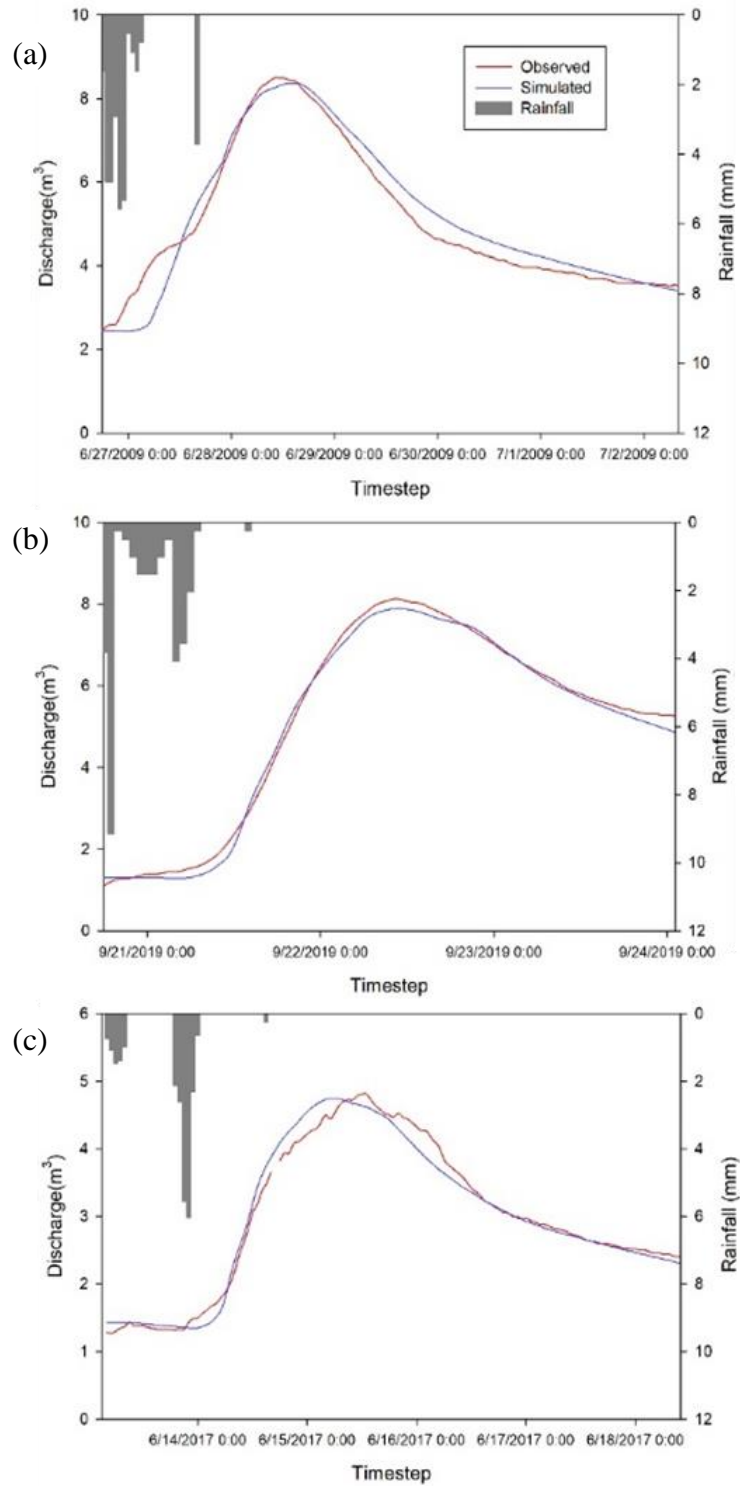 (a)
10
8
6
4
2
0
Discharge(m³)
Observed
Simulated
Rainfall
0
2
4
6
8
10
12
Rainfall (mm)
6/27/2009 0:00 6/28/2009 0:00 6/29/2009 0:00 6/30/2009 0:00 7/1/2009 0:00 7/2/2009 0:00
Timestep
(b)
10
8
6
4
2
0
Discharge(m³)
0
2
4
6
8
10
12
Rainfall (mm)
9/21/2019 0:00 9/22/2019 0:00 9/23/2019 0:00 9/24/2019 0:00
Timestep
(c)
6
5
4
3
2
1
0
Discharge(m³)
0
2
4
6
8
10
12
Rainfall (mm)
6/14/2017 0:00 6/15/2017 0:00 6/16/2017 0:00 6/17/2017 0:00 6/18/2017 0:00
Timestep